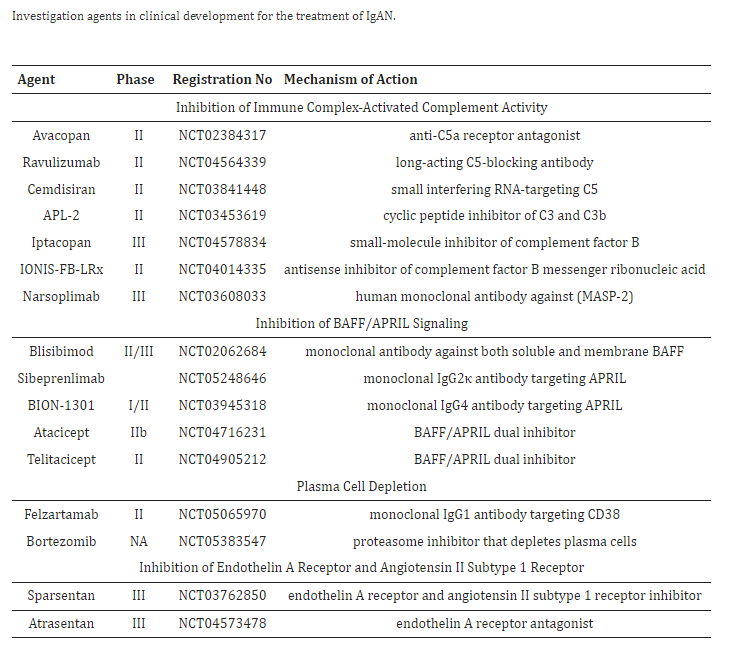 Investigation agents in clinical development for the treatment of IgAN.
Agent Phase Registration No Mechanism of Action
Inhibition of Immune Complex-Activated Complement Activity
Avacopan II NCT02384317 anti-C5a receptor antagonist
Ravulizumab II NCT04564339 long-acting C5-blocking antibody
Cemdisiran II NCT03841448 small interfering RNA-targeting C5
APL-2 II NCT03453619 cyclic peptide inhibitor of C3 and C3b
Iptacopan III NCT04578834 small-molecule inhibitor of complement factor B
IONIS-FB-LRx II NCT04014335 antisense inhibitor of complement factor B messenger ribonucleic acid
Narsoplimab III NCT03608033 human monoclonal antibody against (MASP-2)
Inhibition of BAFF/APRIL Signaling
Blisibimod II/III NCT02062684 monoclonal antibody against both soluble and membrane BAFF
Sibeprenlimab NCT05248646 monoclonal IgG2κ antibody targeting APRIL
BION-1301 I/II NCT03945318 monoclonal IgG4 antibody targeting APRIL
Atacicept IIb NCT04716231 BAFF/APRIL dual inhibitor
Telitacicept II NCT04905212 BAFF/APRIL dual inhibitor
Plasma Cell Depletion
Felzartamab II NCT05065970 monoclonal IgG1 antibody targeting CD38
Bortezomib NA NCT05383547 proteasome inhibitor that depletes plasma cells
Inhibition of Endothelin A Receptor and Angiotensin II Subtype 1 Receptor
Sparsentan III NCT03762850 endothelin A receptor and angiotensin II subtype 1 receptor inhibitor
Atrasentan III NCT04573478 endothelin A receptor antagonist